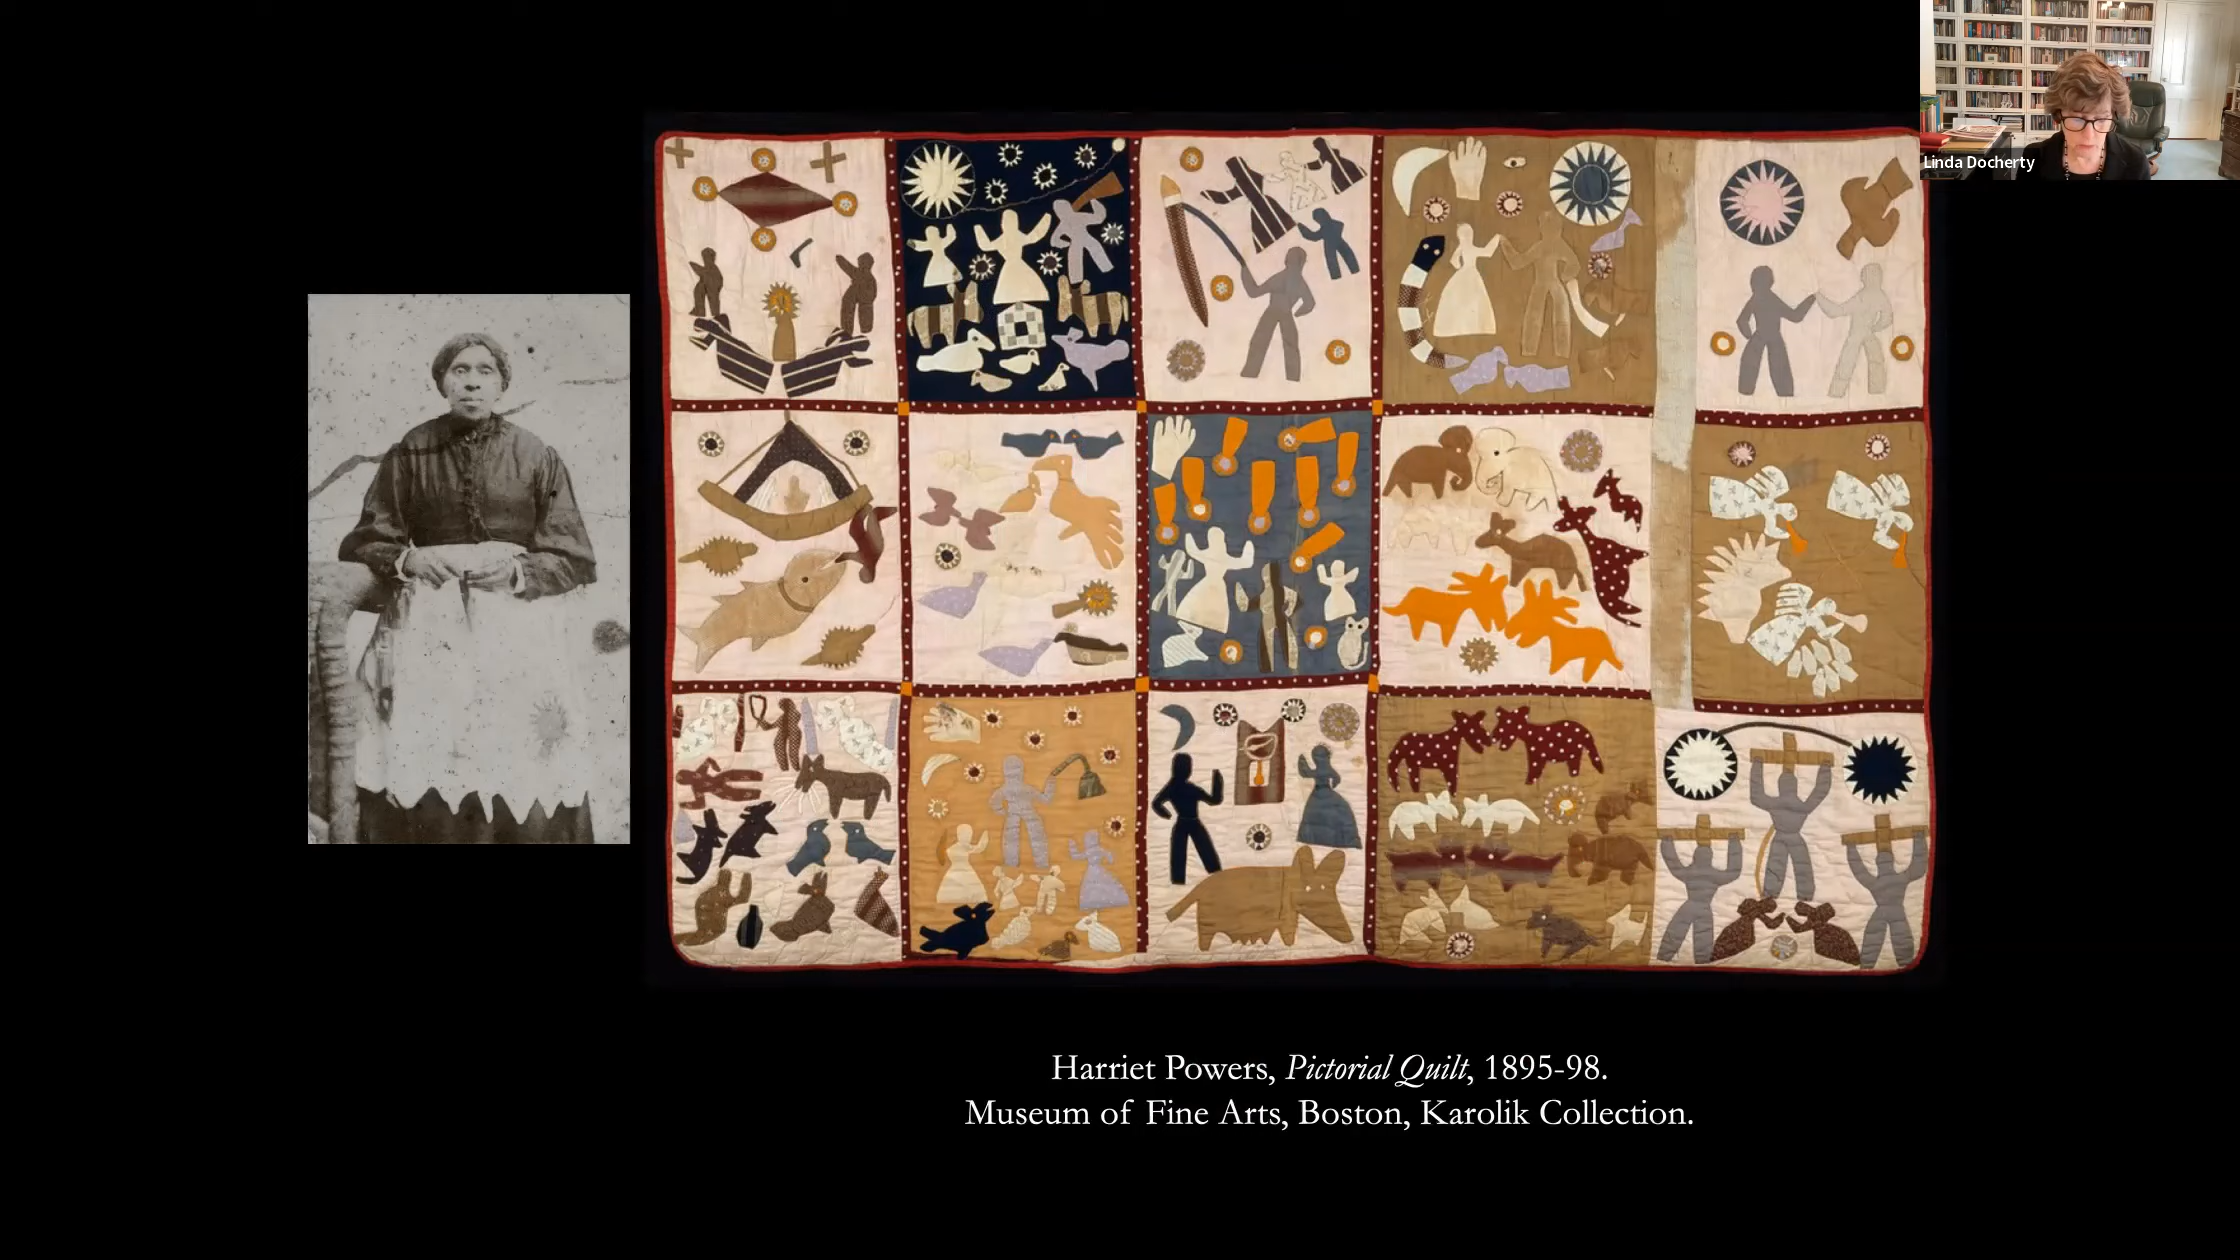 Linda Docherty
Harriet Powers, Pictorial Quilt, 1895-98.
Museum of Fine Arts, Boston, Karolik Collection.